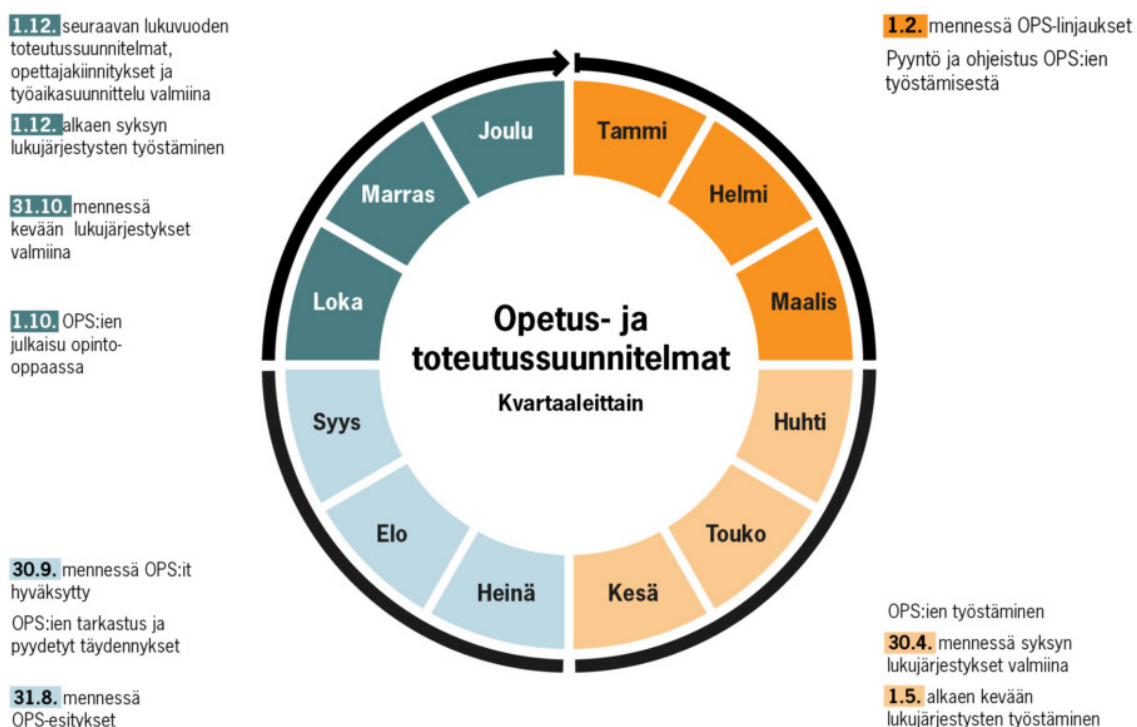 1.12. seuraavan lukuvuoden
toteutussuunnitelmat,
opettajakiinnitykset ja
työaikasuunnittelu valmiina
1.12. alkaen syksyn
lukujärjestysten työstäminen
31.10. mennessä
kevään lukujärjestykset
valmiina
1.10. OPS:ien
julkaisu opinto-
oppaassa
30.9. mennessä OPS:it
hyväksytty
OPS:ien tarkastus ja
pyydetyt täydennykset
31.8. mennessä
OPS-esitykset
Joulu
Tammi
Marras
Helmi
Loka
Maalis
Opetus- ja
toteutussuunnitelmat
Kvartaaleittain
Syys
Huhti
Elo
Touko
Heinä
Kesä
1.2. mennessä OPS-linjaukset
Pyyntö ja ohjeistus OPS:ien
työstämisestä
OPS:ien työstäminen
30.4. mennessä syksyn
lukujärjestykset valmiina
1.5. alkaen kevään
lukujärjestysten työstäminen